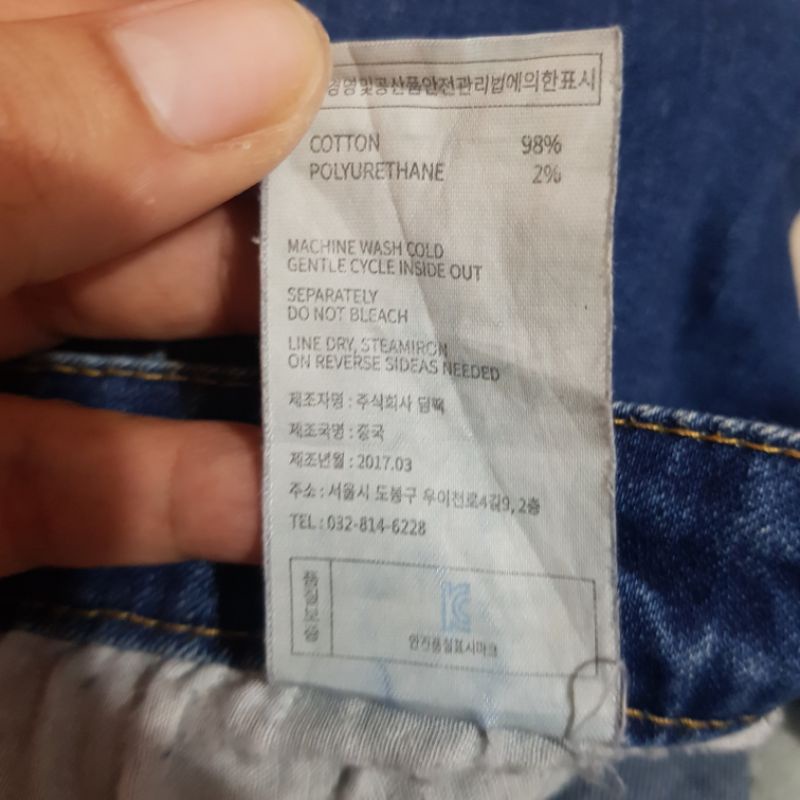 경영및공산품안전관리법에의한표시
COTTON 98%
POLYURETHANE 2%
MACHINE WASH COLD
GENTLE CYCLE INSIDE OUT
SEPARATELY
DO NOT BLEACH
LINE DRY, STEAMIRON
ON REVERSE SIDEAS NEEDED
제조자명 : 주식회사 담떡
제조국명 : 중국
제조년월 : 2017.03
주소 : 서울시 도봉구 우이천로4길9, 2층
TEL : 032-814-6228
안전품질표시마크